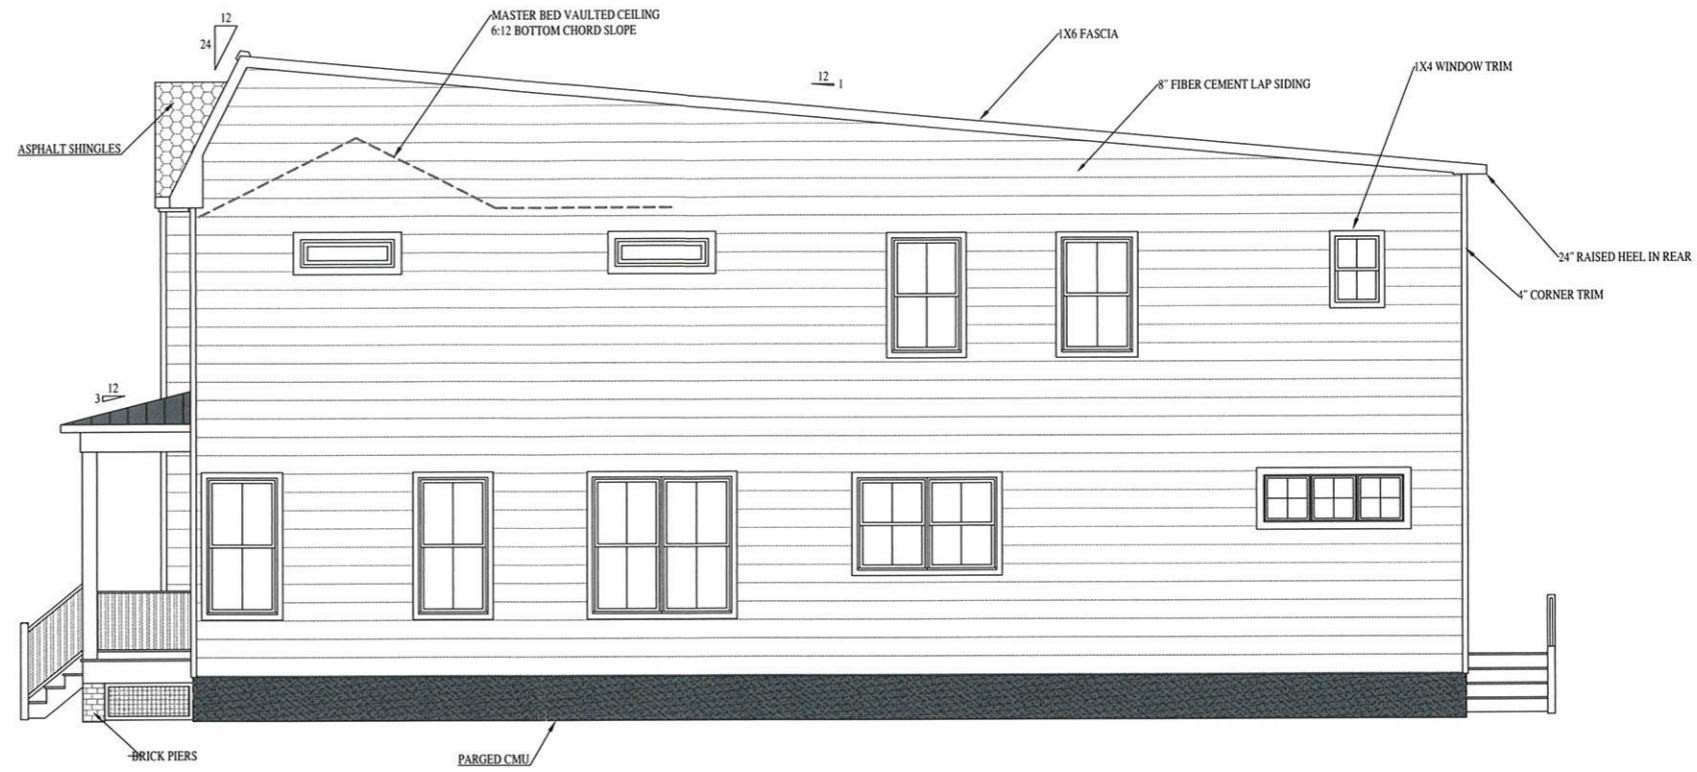 12
24
MASTER BED VAULTED CEILING
6:12 BOTTOM CHORD SLOPE
1X6 FASCIA
12
1
8" FIBER CEMENT LAP SIDING
1X4 WINDOW TRIM
ASPHALT SHINGLES
24" RAISED HEEL IN REAR
4" CORNER TRIM
12
3
BRICK PIERS
PARGED CMU